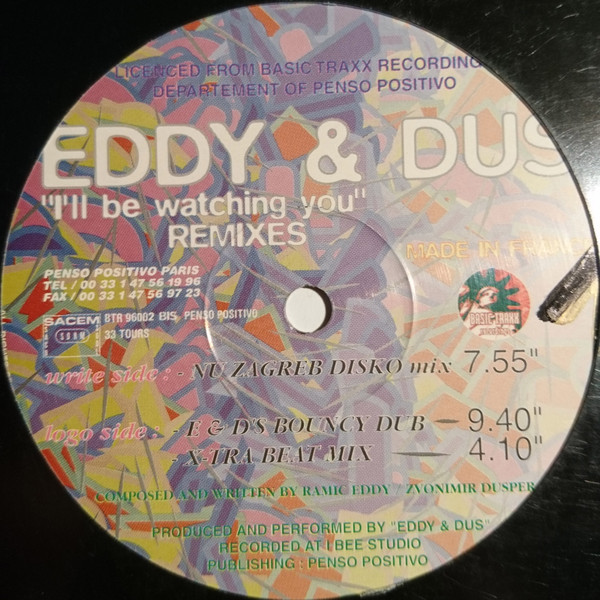 LICENCED FROM BASIC TRAXX RECORDING
DEPARTEMENT OF PENSO POSITIVO
EDDY & DUS
"I'll be watching you"
REMIXES
MADE IN FRANCE
PENSO POSITIVO PARIS
TEL / 00 33 1 47 56 19 96
FAX / 00 33 1 47 56 97 23
SACEM BTR 96002 BIS PENSO POSITIVO
33 TOURS
BASIC TRAXX
write side : - NU ZAGREB DISKO mix 7.55"
logo side : - E & D'S BOUNCY DUB — 9.40"
- X-TRA BEAT MIX — 4.10"
COMPOSED AND WRITTEN BY RAMIC EDDY / ZVONIMIR DUSPER
PRODUCED AND PERFORMED BY "EDDY & DUS"
RECORDED AT I BEE STUDIO
PUBLISHING : PENSO POSITIVO